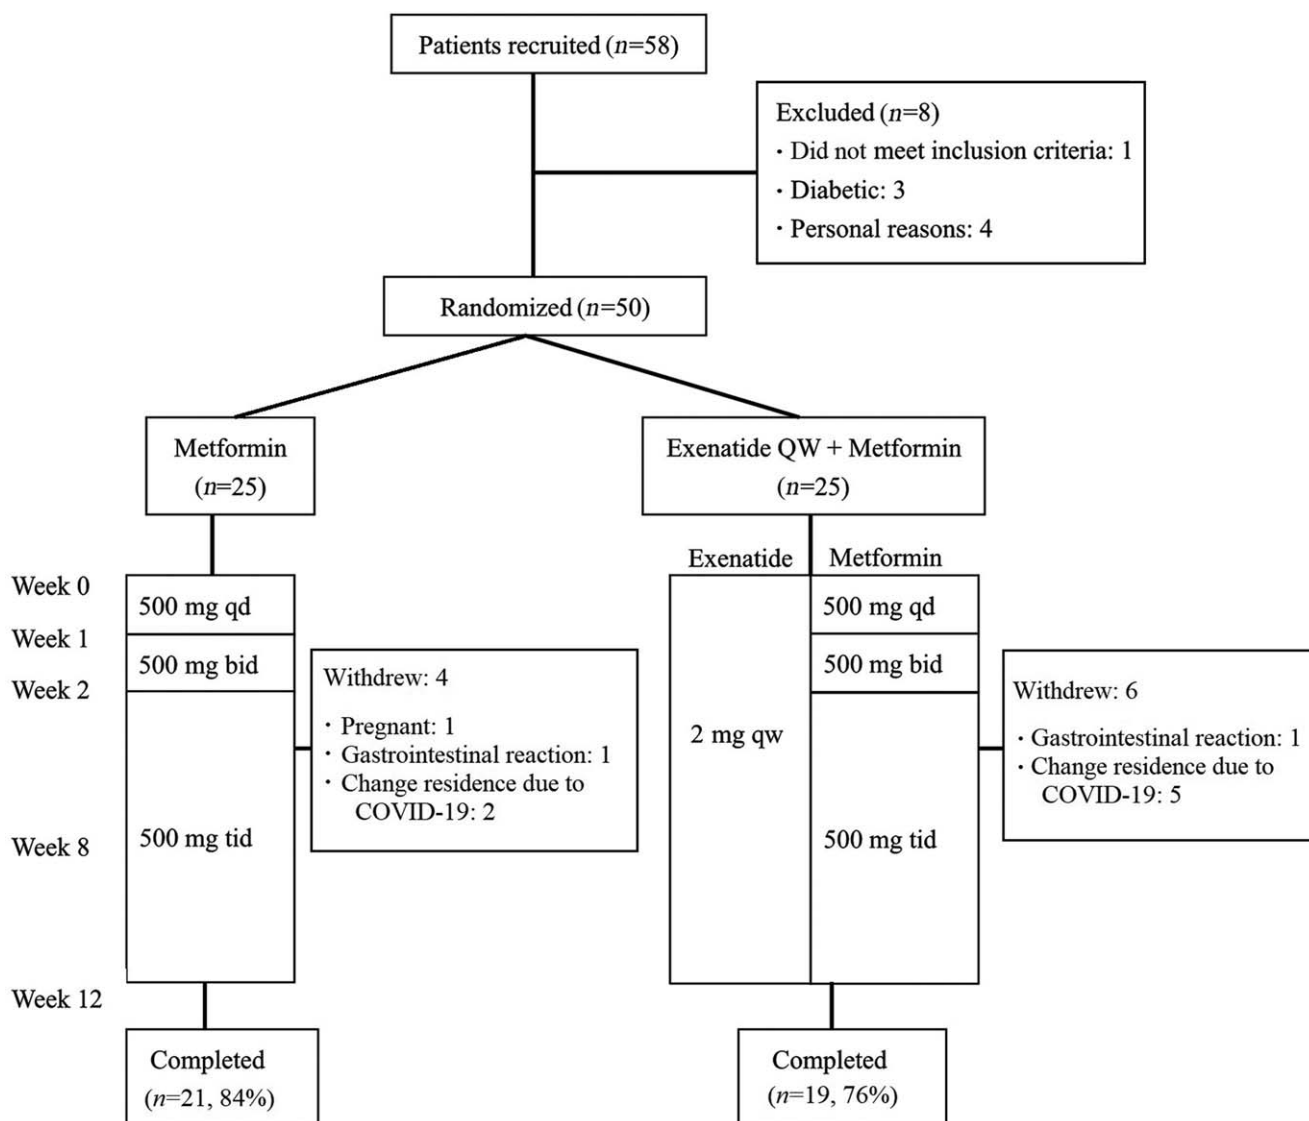 Patients recruited (n=58)
Excluded (n=8)
· Did not meet inclusion criteria: 1
· Diabetic: 3
· Personal reasons: 4
Randomized (n=50)
Metformin
(n=25)
Exenatide QW + Metformin
(n=25)
Exenatide
Metformin
Week 0
500 mg qd
500 mg qd
Week 1
500 mg bid
500 mg bid
Week 2
Withdrew: 4
· Pregnant: 1
· Gastrointestinal reaction: 1
· Change residence due to
COVID-19: 2
2 mg qw
Withdrew: 6
· Gastrointestinal reaction: 1
· Change residence due to
COVID-19: 5
Week 8
500 mg tid
500 mg tid
Week 12
Completed
(n=21, 84%)
Completed
(n=19, 76%)